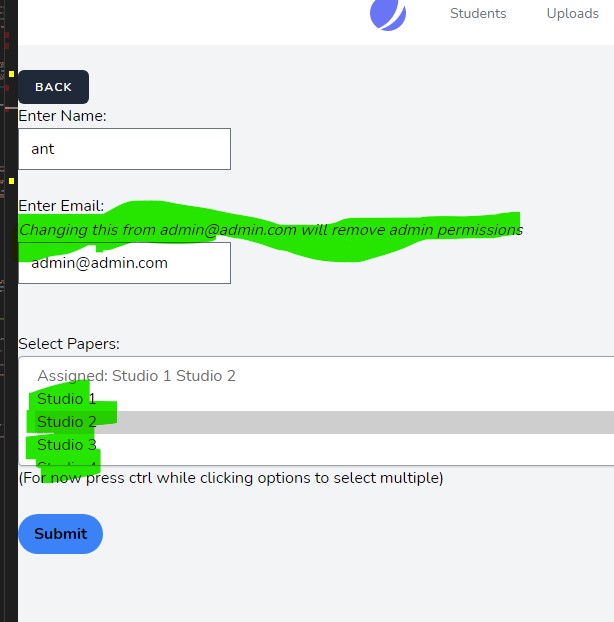 Students Uploads
BACK
Enter Name:
ant
Enter Email:
Changing this from admin@admin.com will remove admin permissions
admin@admin.com
Select Papers:
Assigned: Studio 1 Studio 2
Studio 1
Studio 2
Studio 3
Studio 4
(For now press ctrl while clicking options to select multiple)
Submit